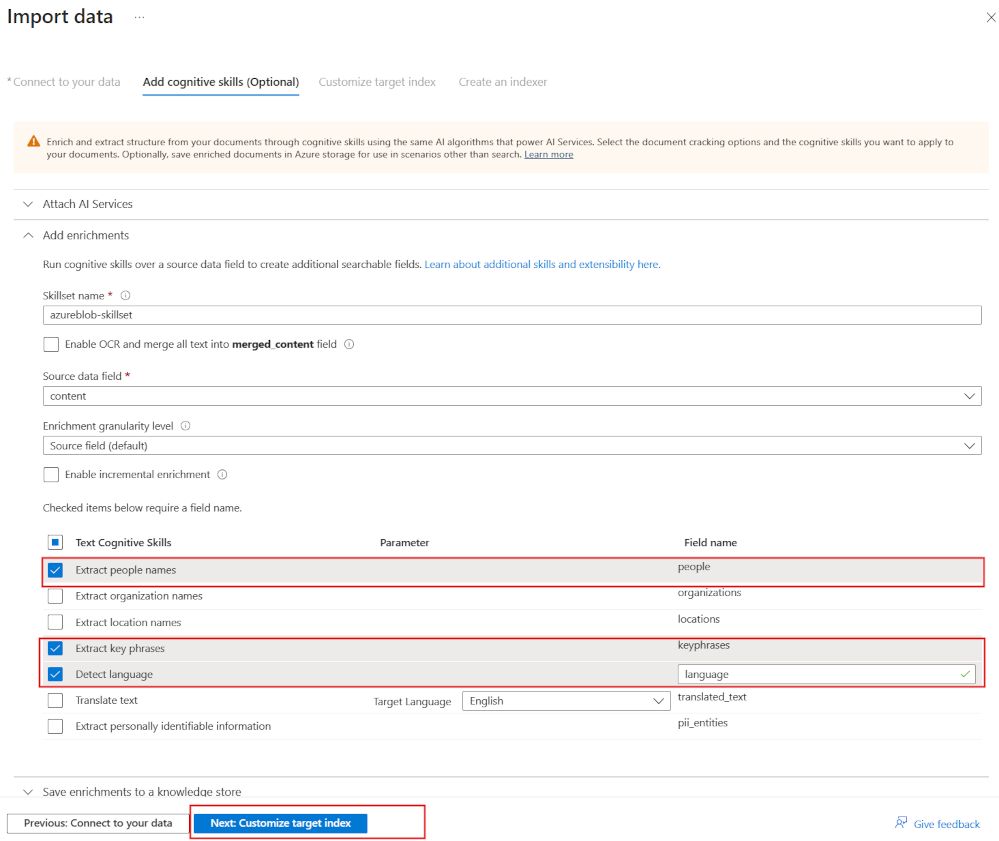 Import data ...
* Connect to your data Add cognitive skills (Optional) Customize target index Create an indexer
Enrich and extract structure from your documents through cognitive skills using the same AI algorithms that power AI Services. Select the document cracking options and the cognitive skills you want to apply to
your documents. Optionally, save enriched documents in Azure storage for use in scenarios other than search. Learn more
Attach AI Services
Add enrichments
Run cognitive skills over a source data field to create additional searchable fields. Learn about additional skills and extensibility here.
Skillset name *
azureblob-skillset
Enable OCR and merge all text into merged_content field
Source data field *
content
Enrichment granularity level
Source field (default)
Enable incremental enrichment
Checked items below require a field name.
Text Cognitive Skills Parameter Field name
Extract people names people
Extract organization names organizations
Extract location names locations
Extract key phrases keyphrases
Detect language language
Translate text Target Language English translated_text
Extract personally identifiable information pii_entities
Save enrichments to a knowledge store
Previous: Connect to your data Next: Customize target index Give feedback